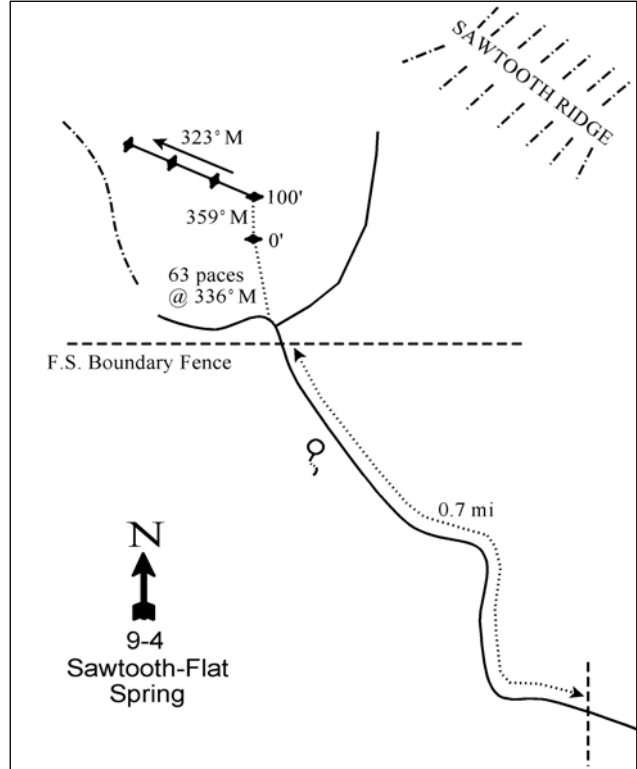 SAWTOOTH RIDGE
323° M
100'
359° M
0'
63 paces
@ 336° M
F.S. Boundary Fence
0.7 mi
N
9-4
Sawtooth-Flat
Spring